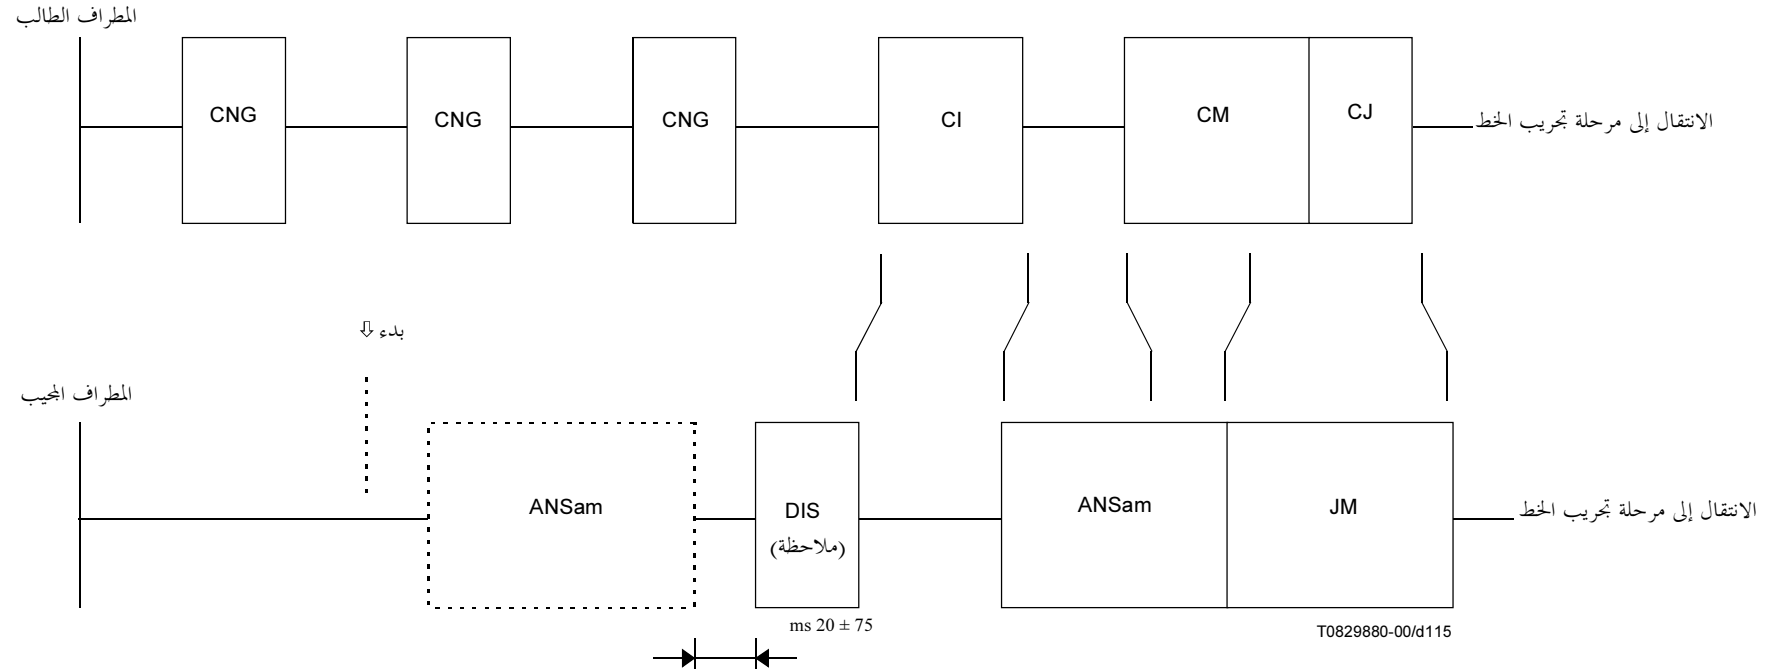 المطراف الطالب
CNG
CNG
CNG
CI
CM
CJ
الانتقال إلى مرحلة تجريب الخط
بدء ⇩
المطراف المجيب
ANSam
DIS
(ملاحظة)
ANSam
JM
الانتقال إلى مرحلة تجريب الخط
ms 20 ± 75
T0829880-00/d115